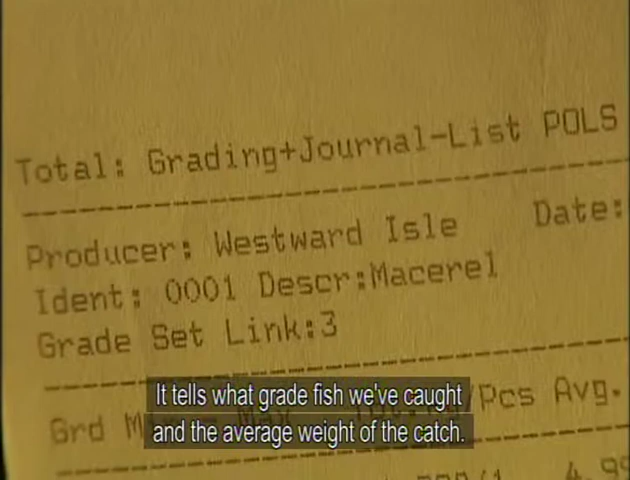 Total: Grading+Journal-List POLS
Producer: Westward Isle Date:
Ident: 0001 Descr:Macerel
Grade Set Link:3
Grd /Pcs Avg.
It tells what grade fish we've caught
and the average weight of the catch.